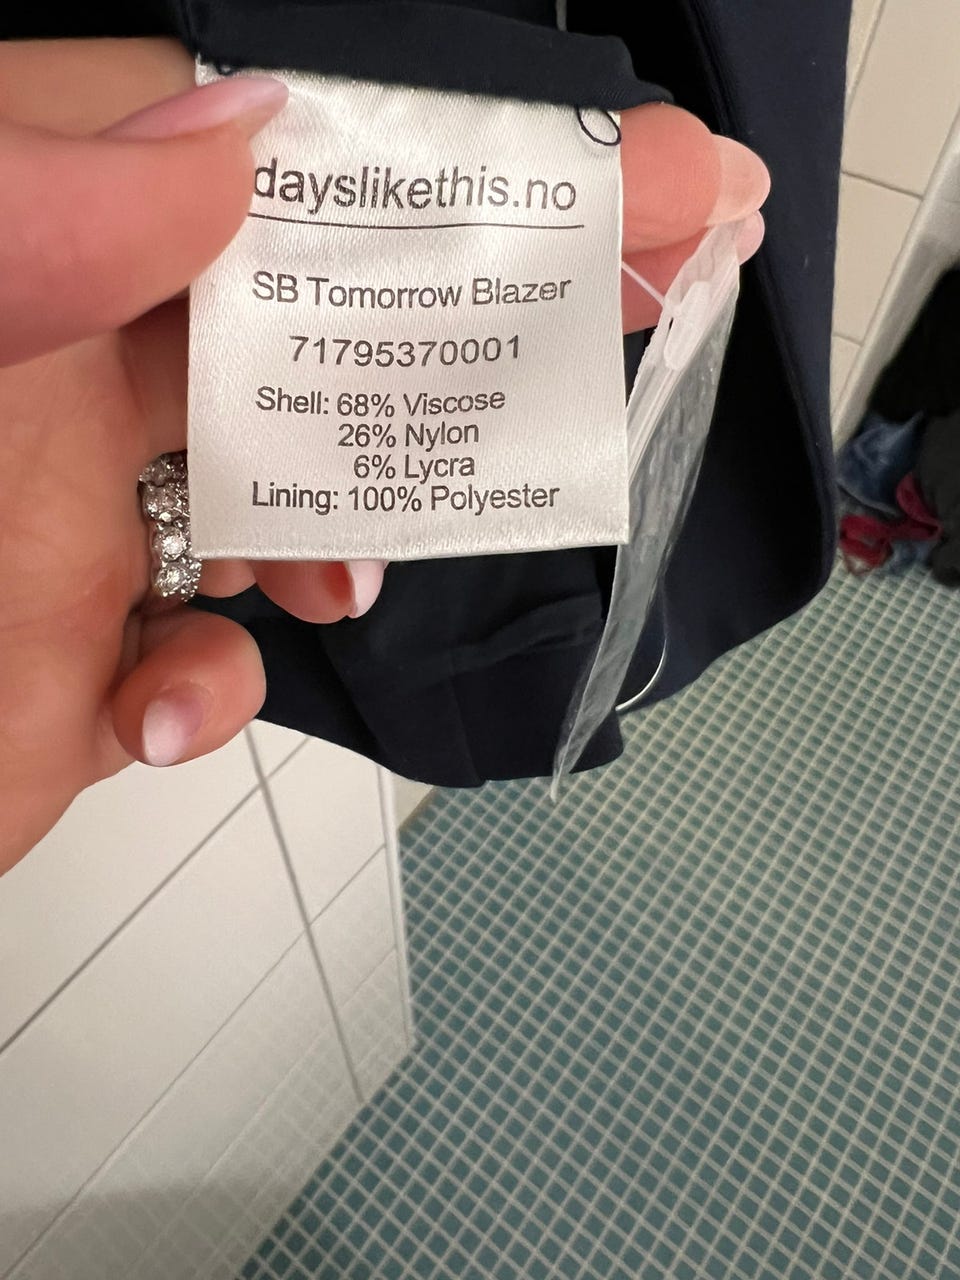 dayslikethis.no
SB Tomorrow Blazer
71795370001
Shell: 68% Viscose
26% Nylon
6% Lycra
Lining: 100% Polyester